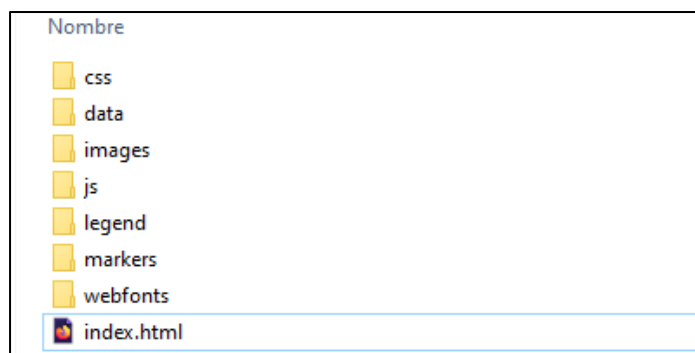 Nombre
css
data
images
js
legend
markers
webfonts
index.html